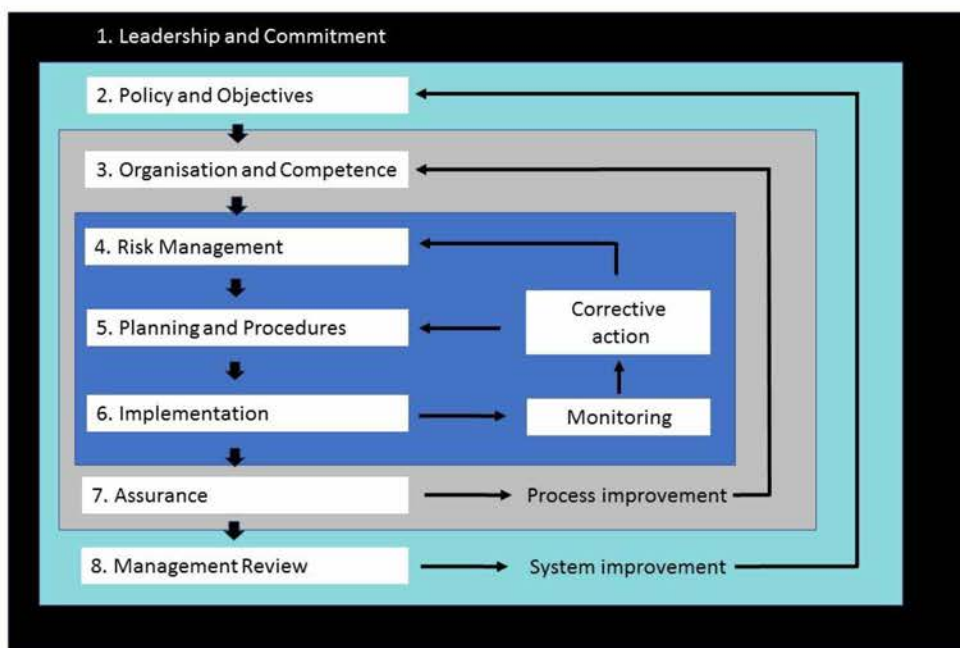 1. Leadership and Commitment
2. Policy and Objectives
3. Organisation and Competence
4. Risk Management
5. Planning and Procedures
Corrective
action
6. Implementation
Monitoring
7. Assurance
Process improvement
8. Management Review
System improvement